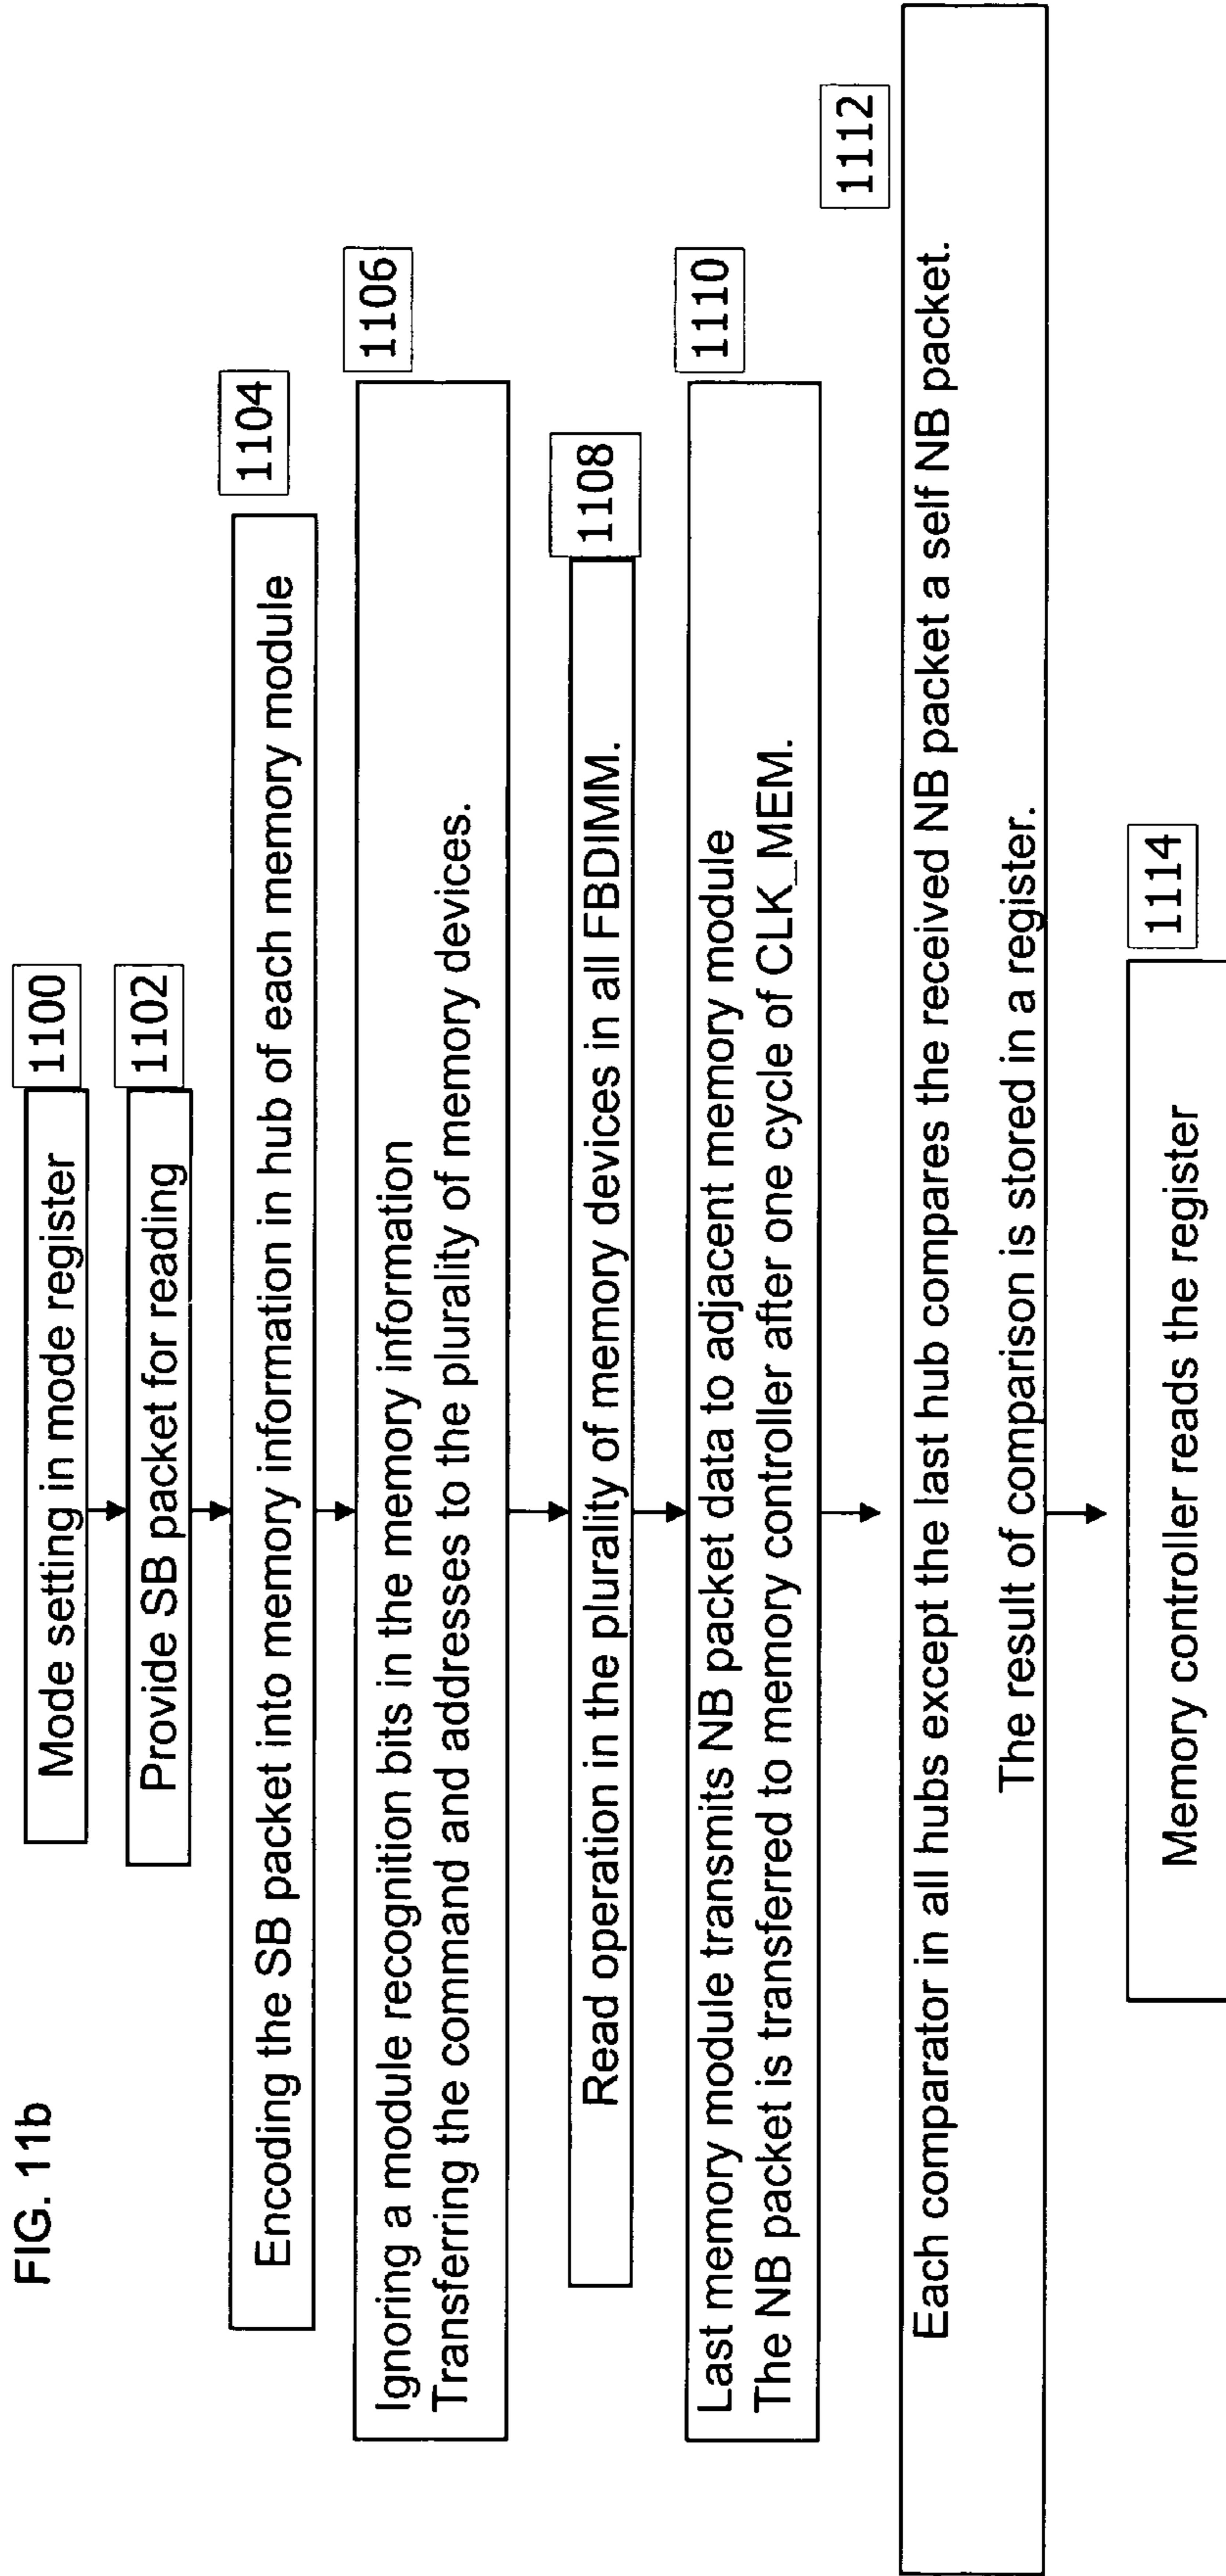 FIG. 11b
Mode setting in mode register
1100
Provide SB packet for reading
1102
Encoding the SB packet into memory information in hub of each memory module
1104
Ignoring a module recognition bits in the memory information
Transferring the command and addresses to the plurality of memory devices.
1106
Read operation in the plurality of memory devices in all FBDIMM.
1108
Last memory module transmits NB packet data to adjacent memory module
The NB packet is transferred to memory controller after one cycle of CLK_MEM.
1110
Each comparator in all hubs except the last hub compares the received NB packet a self NB packet.
The result of comparison is stored in a register.
1112
Memory controller reads the register
1114